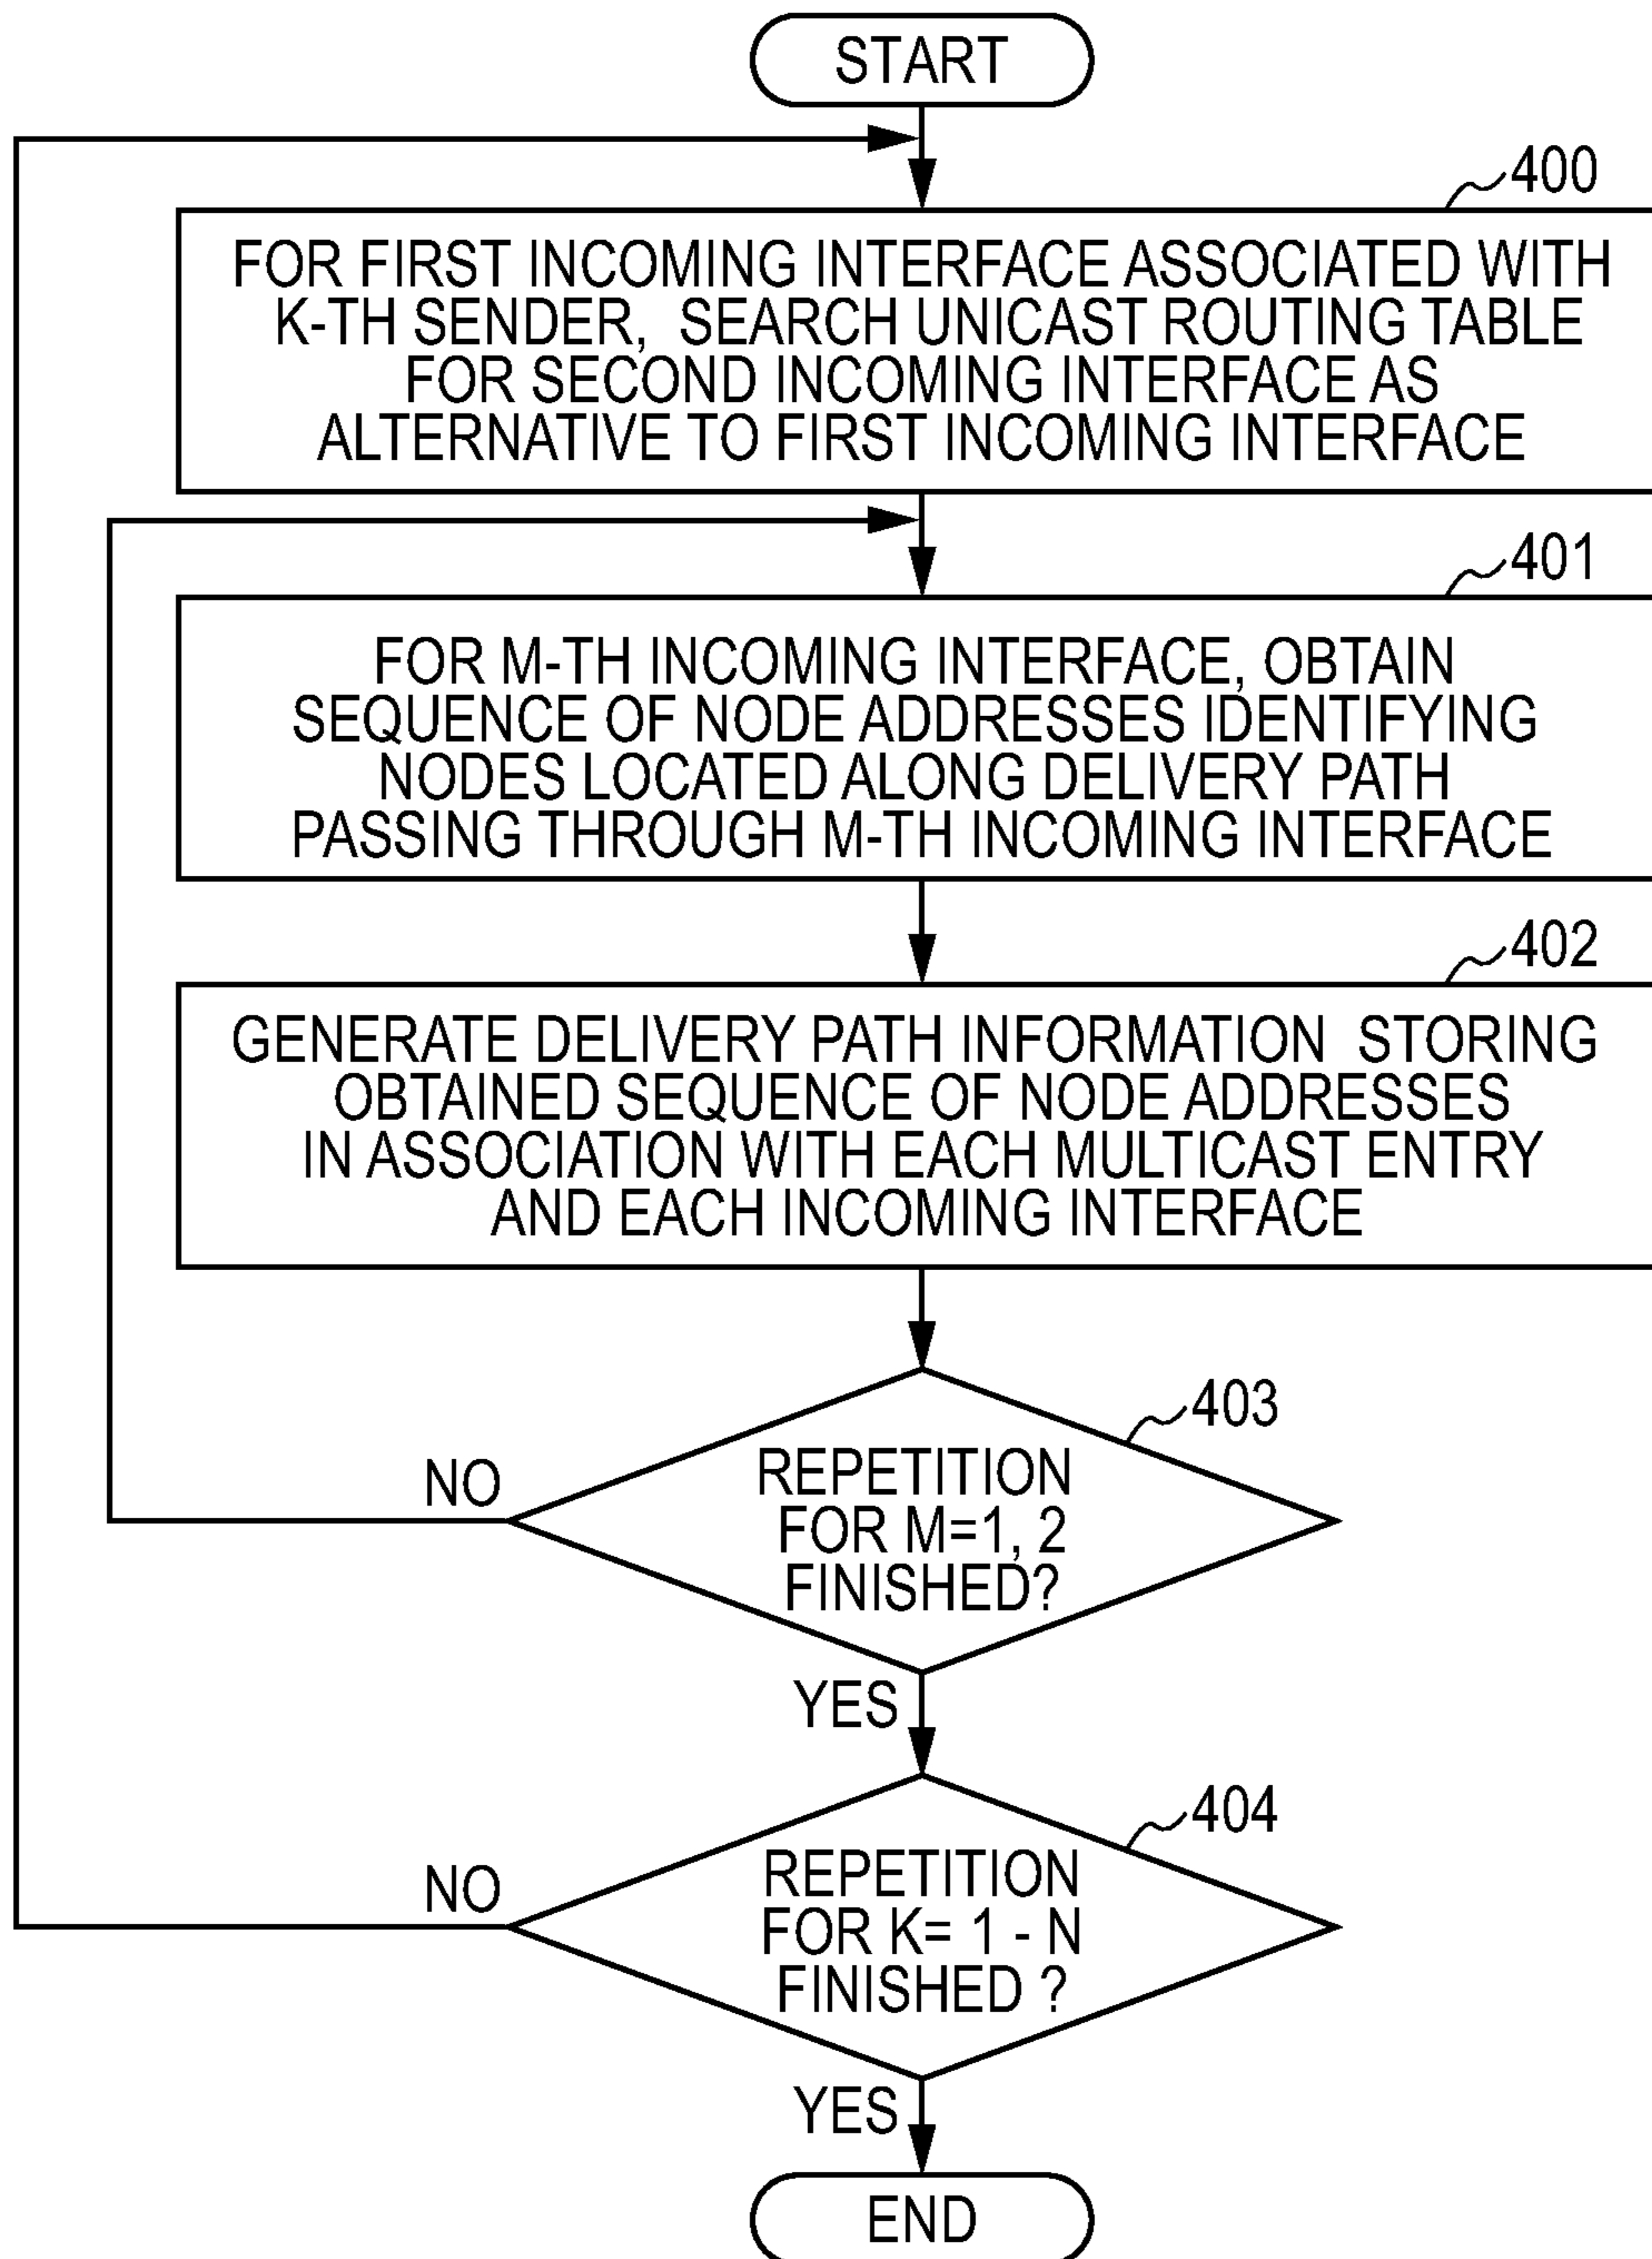 START
400
FOR FIRST INCOMING INTERFACE ASSOCIATED WITH
K-TH SENDER, SEARCH UNICAST ROUTING TABLE
FOR SECOND INCOMING INTERFACE AS
ALTERNATIVE TO FIRST INCOMING INTERFACE
401
FOR M-TH INCOMING INTERFACE, OBTAIN
SEQUENCE OF NODE ADDRESSES IDENTIFYING
NODES LOCATED ALONG DELIVERY PATH
PASSING THROUGH M-TH INCOMING INTERFACE
402
GENERATE DELIVERY PATH INFORMATION STORING
OBTAINED SEQUENCE OF NODE ADDRESSES
IN ASSOCIATION WITH EACH MULTICAST ENTRY
AND EACH INCOMING INTERFACE
403
NO
REPETITION
FOR M=1, 2
FINISHED?
YES
404
NO
REPETITION
FOR K= 1 - N
FINISHED ?
YES
END